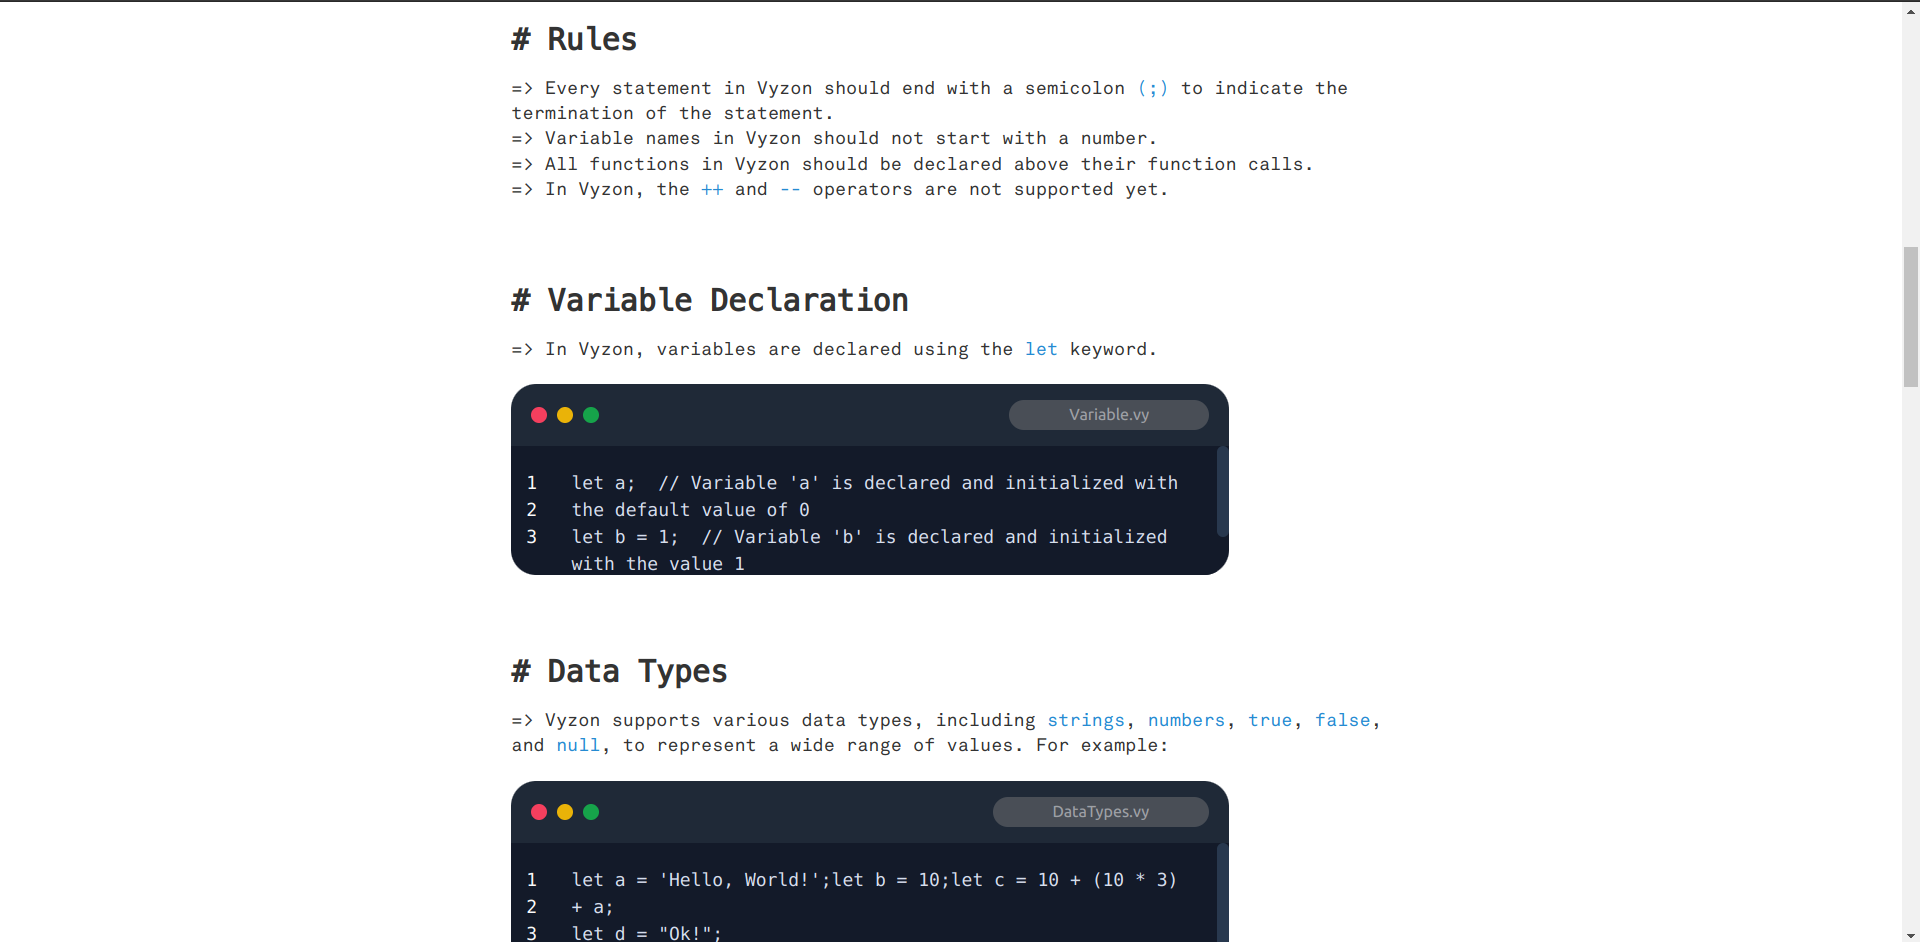 # Rules
=> Every statement in Vyzon should end with a semicolon (;) to indicate the
termination of the statement.
=> Variable names in Vyzon should not start with a number.
=> All functions in Vyzon should be declared above their function calls.
=> In Vyzon, the ++ and -- operators are not supported yet.
# Variable Declaration
=> In Vyzon, variables are declared using the let keyword.
Variable.vy
1 let a;  // Variable 'a' is declared and initialized with
2 the default value of 0
3 let b = 1;  // Variable 'b' is declared and initialized
with the value 1
# Data Types
=> Vyzon supports various data types, including strings, numbers, true, false,
and null, to represent a wide range of values. For example:
DataTypes.vy
1 let a = 'Hello, World!';let b = 10;let c = 10 + (10 * 3)
2 + a;
3 let d = "Ok!";